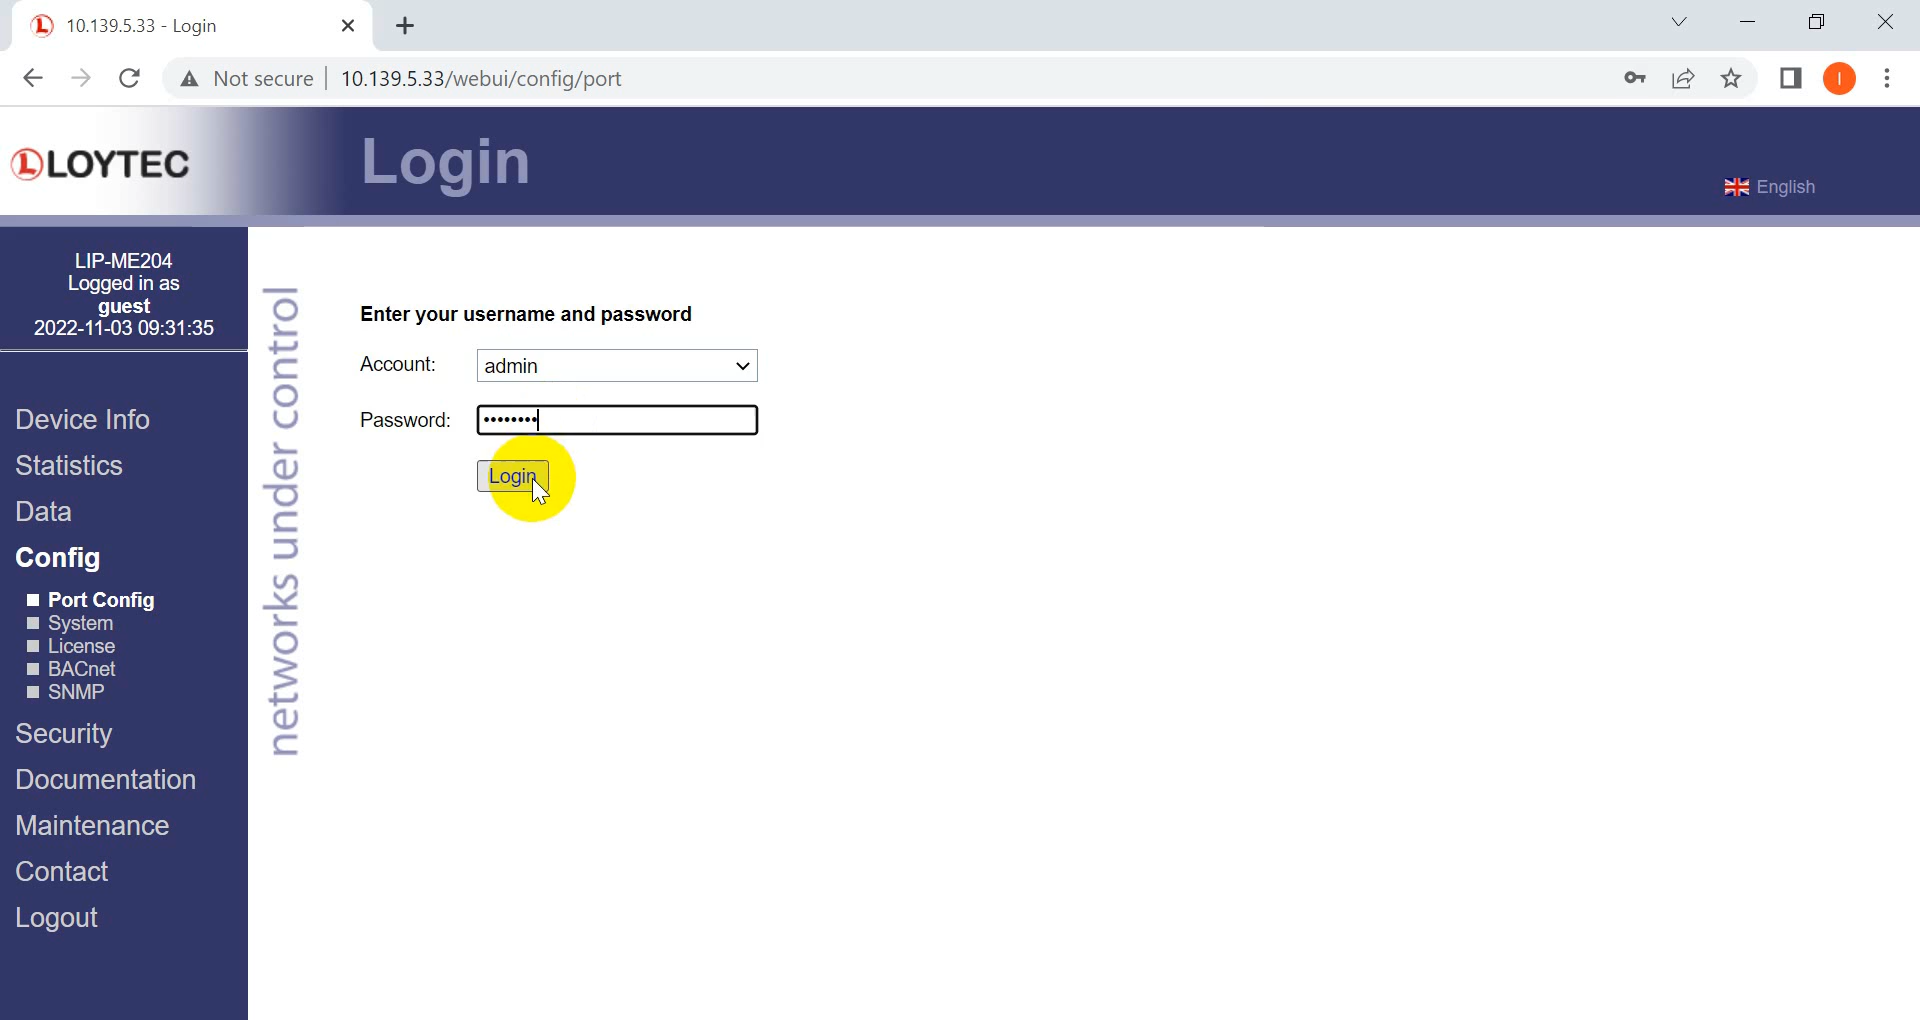 10.139.5.33 - Login
Not secure
10.139.5.33/webui/config/port
I
LOYTEC
Login
English
LIP-ME204
Logged in as
guest
2022-11-03 09:31:35
Device Info
Statistics
Data
Config
Port Config
System
License
BACnet
SNMP
Security
Documentation
Maintenance
Contact
Logout
networks under control
Enter your username and password
Account: admin
Password: ••••••••
Login